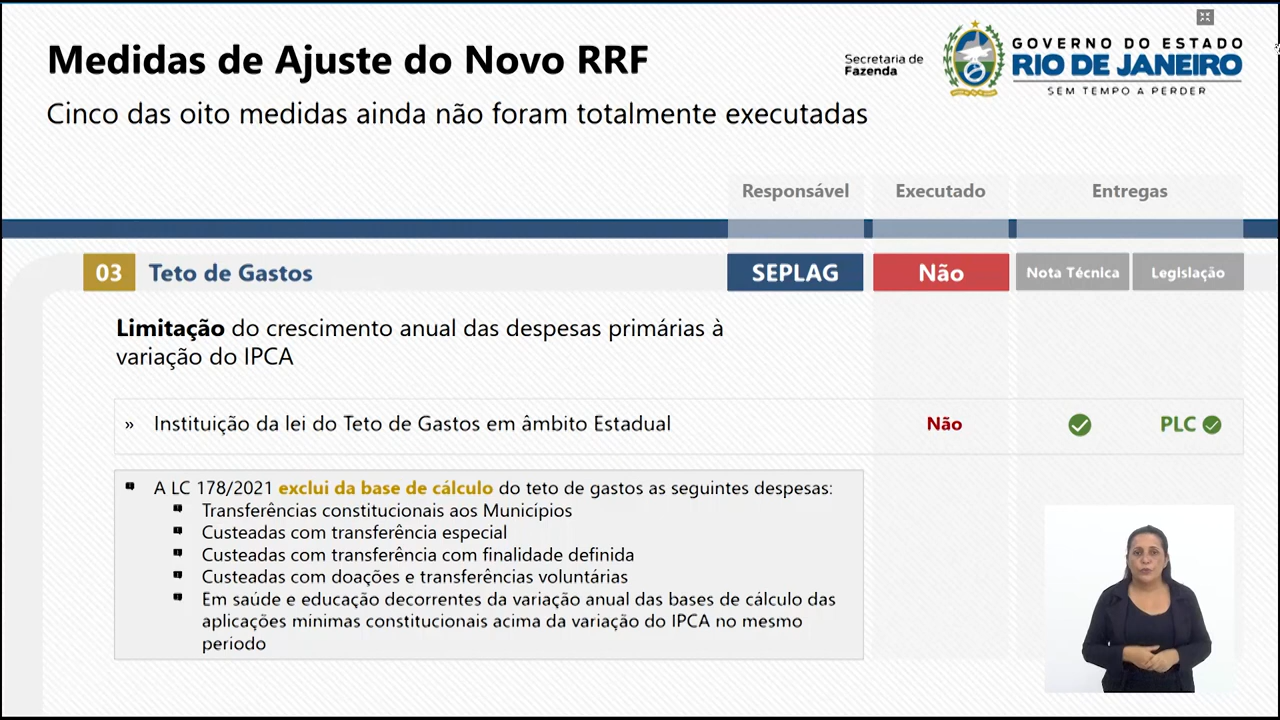 Medidas de Ajuste do Novo RRF
Cinco das oito medidas ainda não foram totalmente executadas
Secretaria de
Fazenda
GOVERNO DO ESTADO
RIO DE JANEIRO
SEM TEMPO A PERDER
Responsável Executado Entregas
03 Teto de Gastos SEPLAG Não Nota Técnica Legislação
Limitação do crescimento anual das despesas primárias à
variação do IPCA
» Instituição da lei do Teto de Gastos em âmbito Estadual Não PLC
A LC 178/2021 exclui da base de cálculo do teto de gastos as seguintes despesas:
Transferências constitucionais aos Municípios
Custeadas com transferência especial
Custeadas com transferência com finalidade definida
Custeadas com doações e transferências voluntárias
Em saúde e educação decorrentes da variação anual das bases de cálculo das
aplicações mínimas constitucionais acima da variação do IPCA no mesmo
periodo